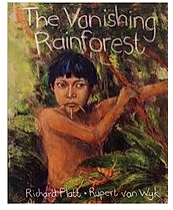 The Vanishing
Rainforest
Richard Platt • Rupert van Wyk